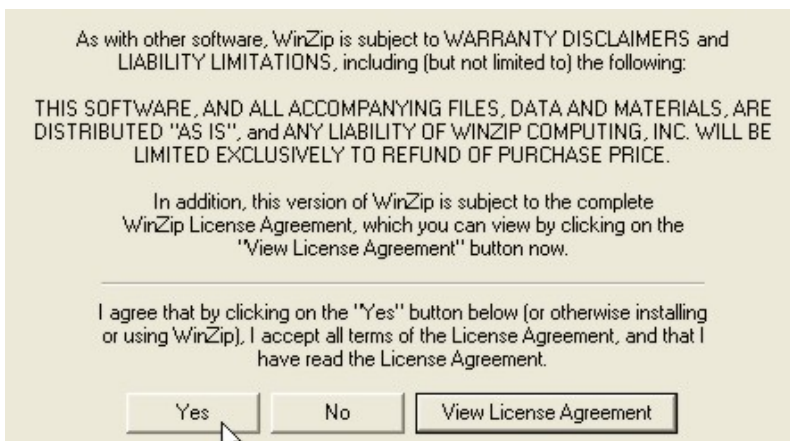 As with other software, WinZip is subject to WARRANTY DISCLAIMERS and
LIABILITY LIMITATIONS, including (but not limited to) the following:
THIS SOFTWARE, AND ALL ACCOMPANYING FILES, DATA AND MATERIALS, ARE
DISTRIBUTED "AS IS", and ANY LIABILITY OF WINZIP COMPUTING, INC. WILL BE
LIMITED EXCLUSIVELY TO REFUND OF PURCHASE PRICE.
In addition, this version of WinZip is subject to the complete
WinZip License Agreement, which you can view by clicking on the
"View License Agreement" button now.
I agree that by clicking on the "Yes" button below (or otherwise installing
or using WinZip), I accept all terms of the License Agreement, and that I
have read the License Agreement.
Yes No View License Agreement